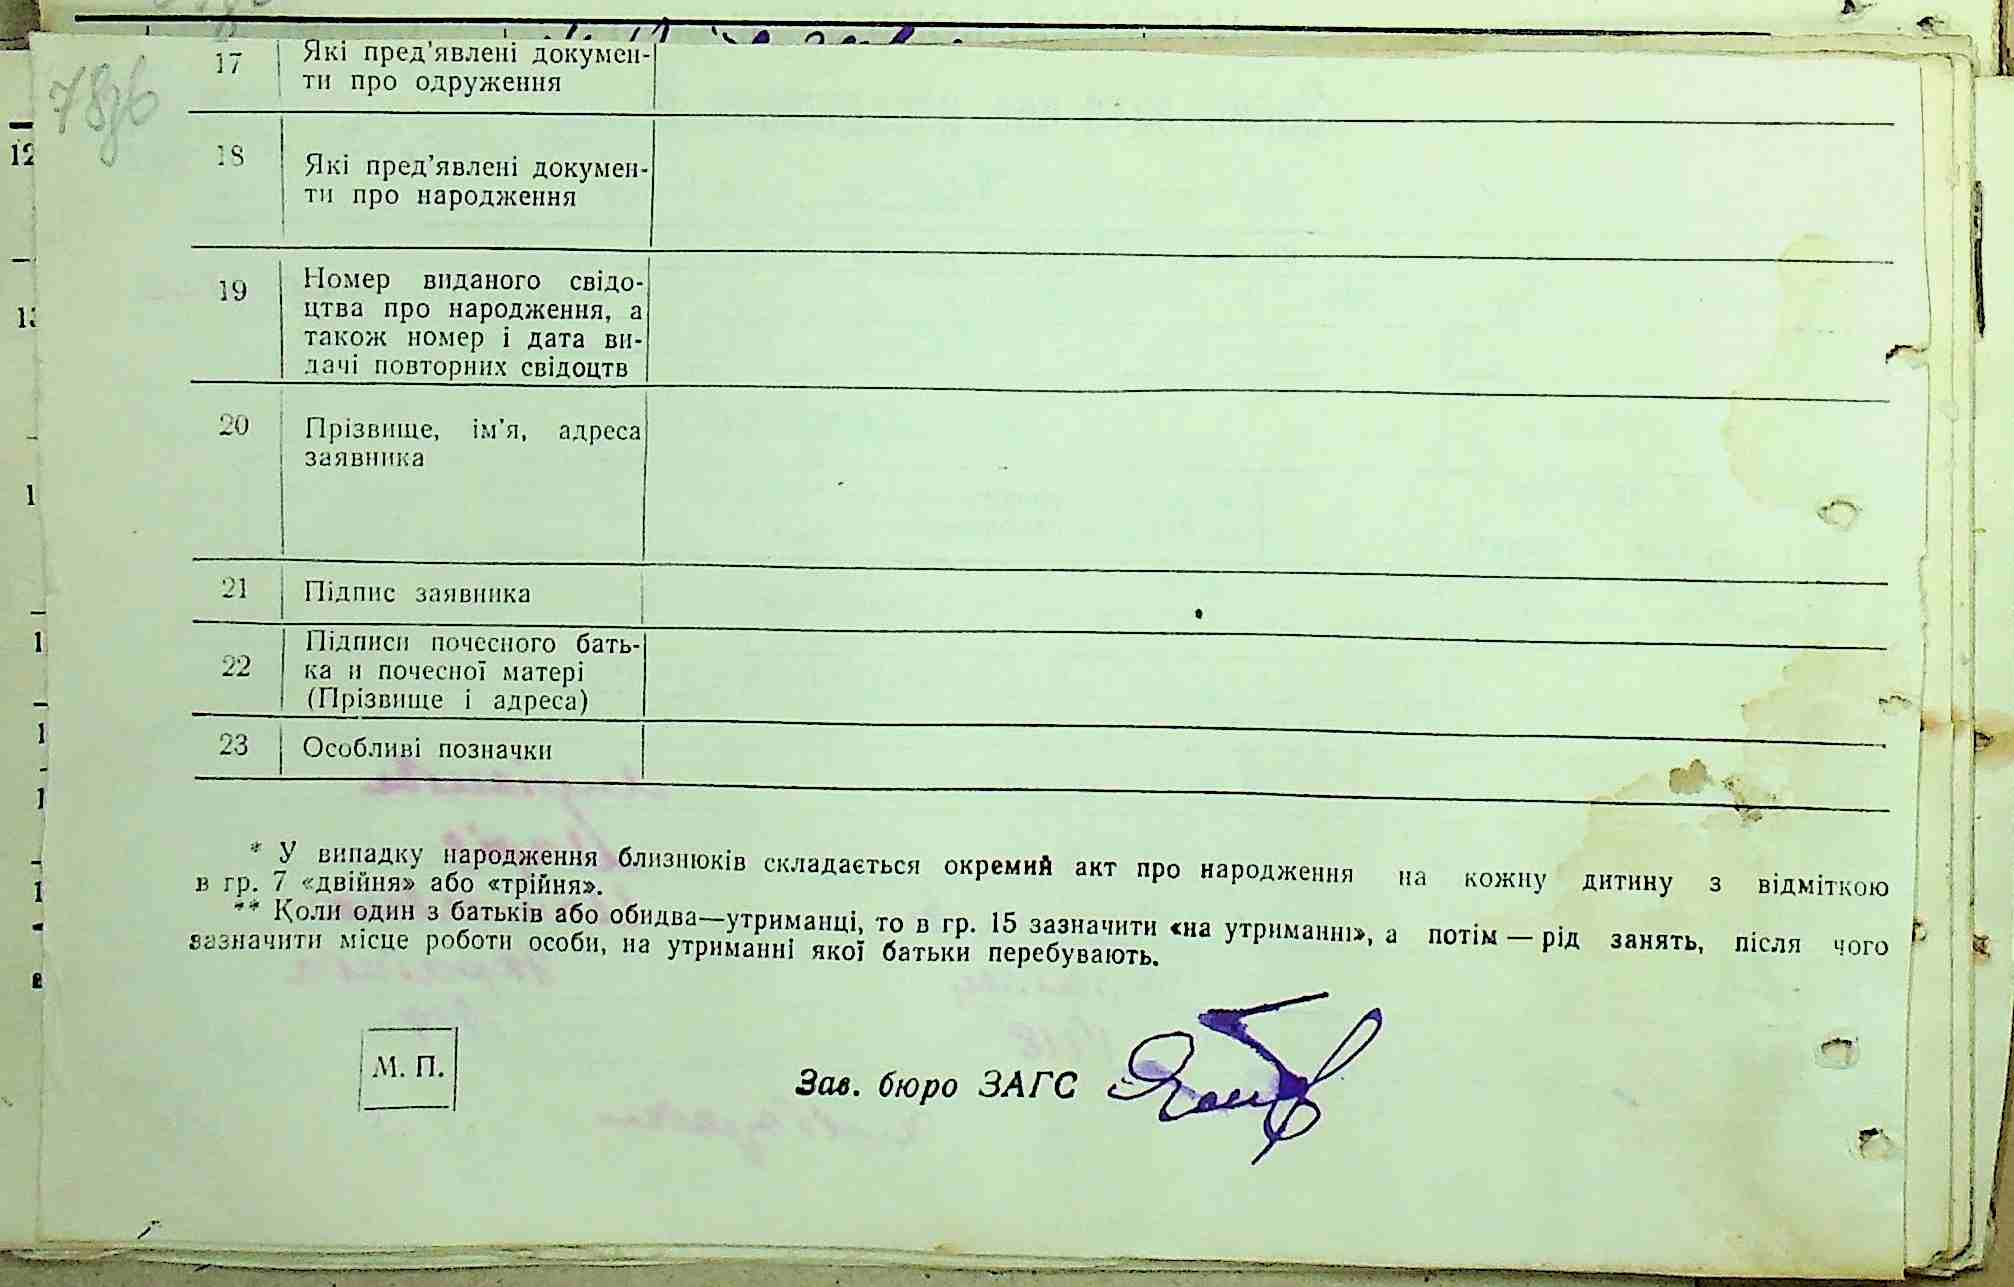 78зв
17 Які пред’явлені докумен-
ти про одруження
18 Які пред’явлені докумен-
ти про народження
19 Номер виданого свідо-
цтва про народження, а
також номер і дата ви-
дачі повторних свідоцтв
20 Прізвище, ім’я, адреса
заявника
21 Підпис заявника
22 Підписи почесного бать-
ка и почесної матері
(Прізвище і адреса)
23 Особливі позначки
* У випадку народження близнюків складається окремий акт про народження на кожну дитину з відміткою
в гр. 7 «двійня» або «трійня».
** Коли один з батьків або обидва—утриманці, то в гр. 15 зазначити «на утриманні», а потім — рід занять, після чого
зазначити місце роботи особи, на утриманні якої батьки перебувають.
М. П.
Зав. бюро ЗАГС